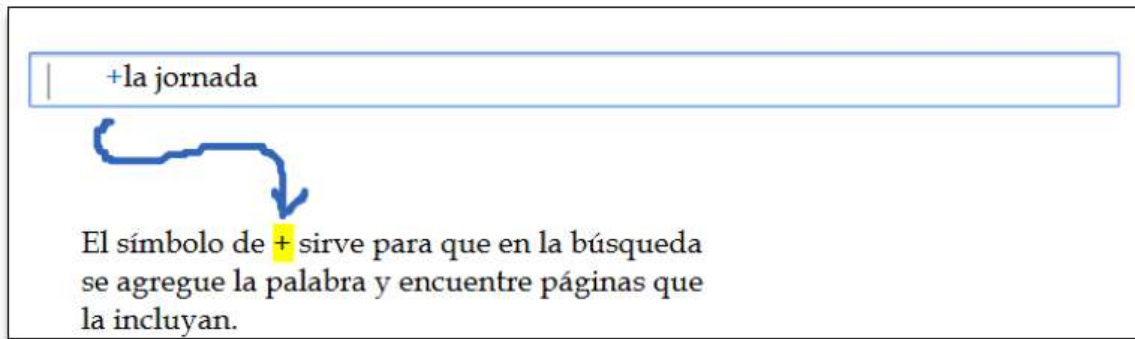 +la jornada
El símbolo de + sirve para que en la búsqueda
se agregue la palabra y encuentre páginas que
la incluyan.